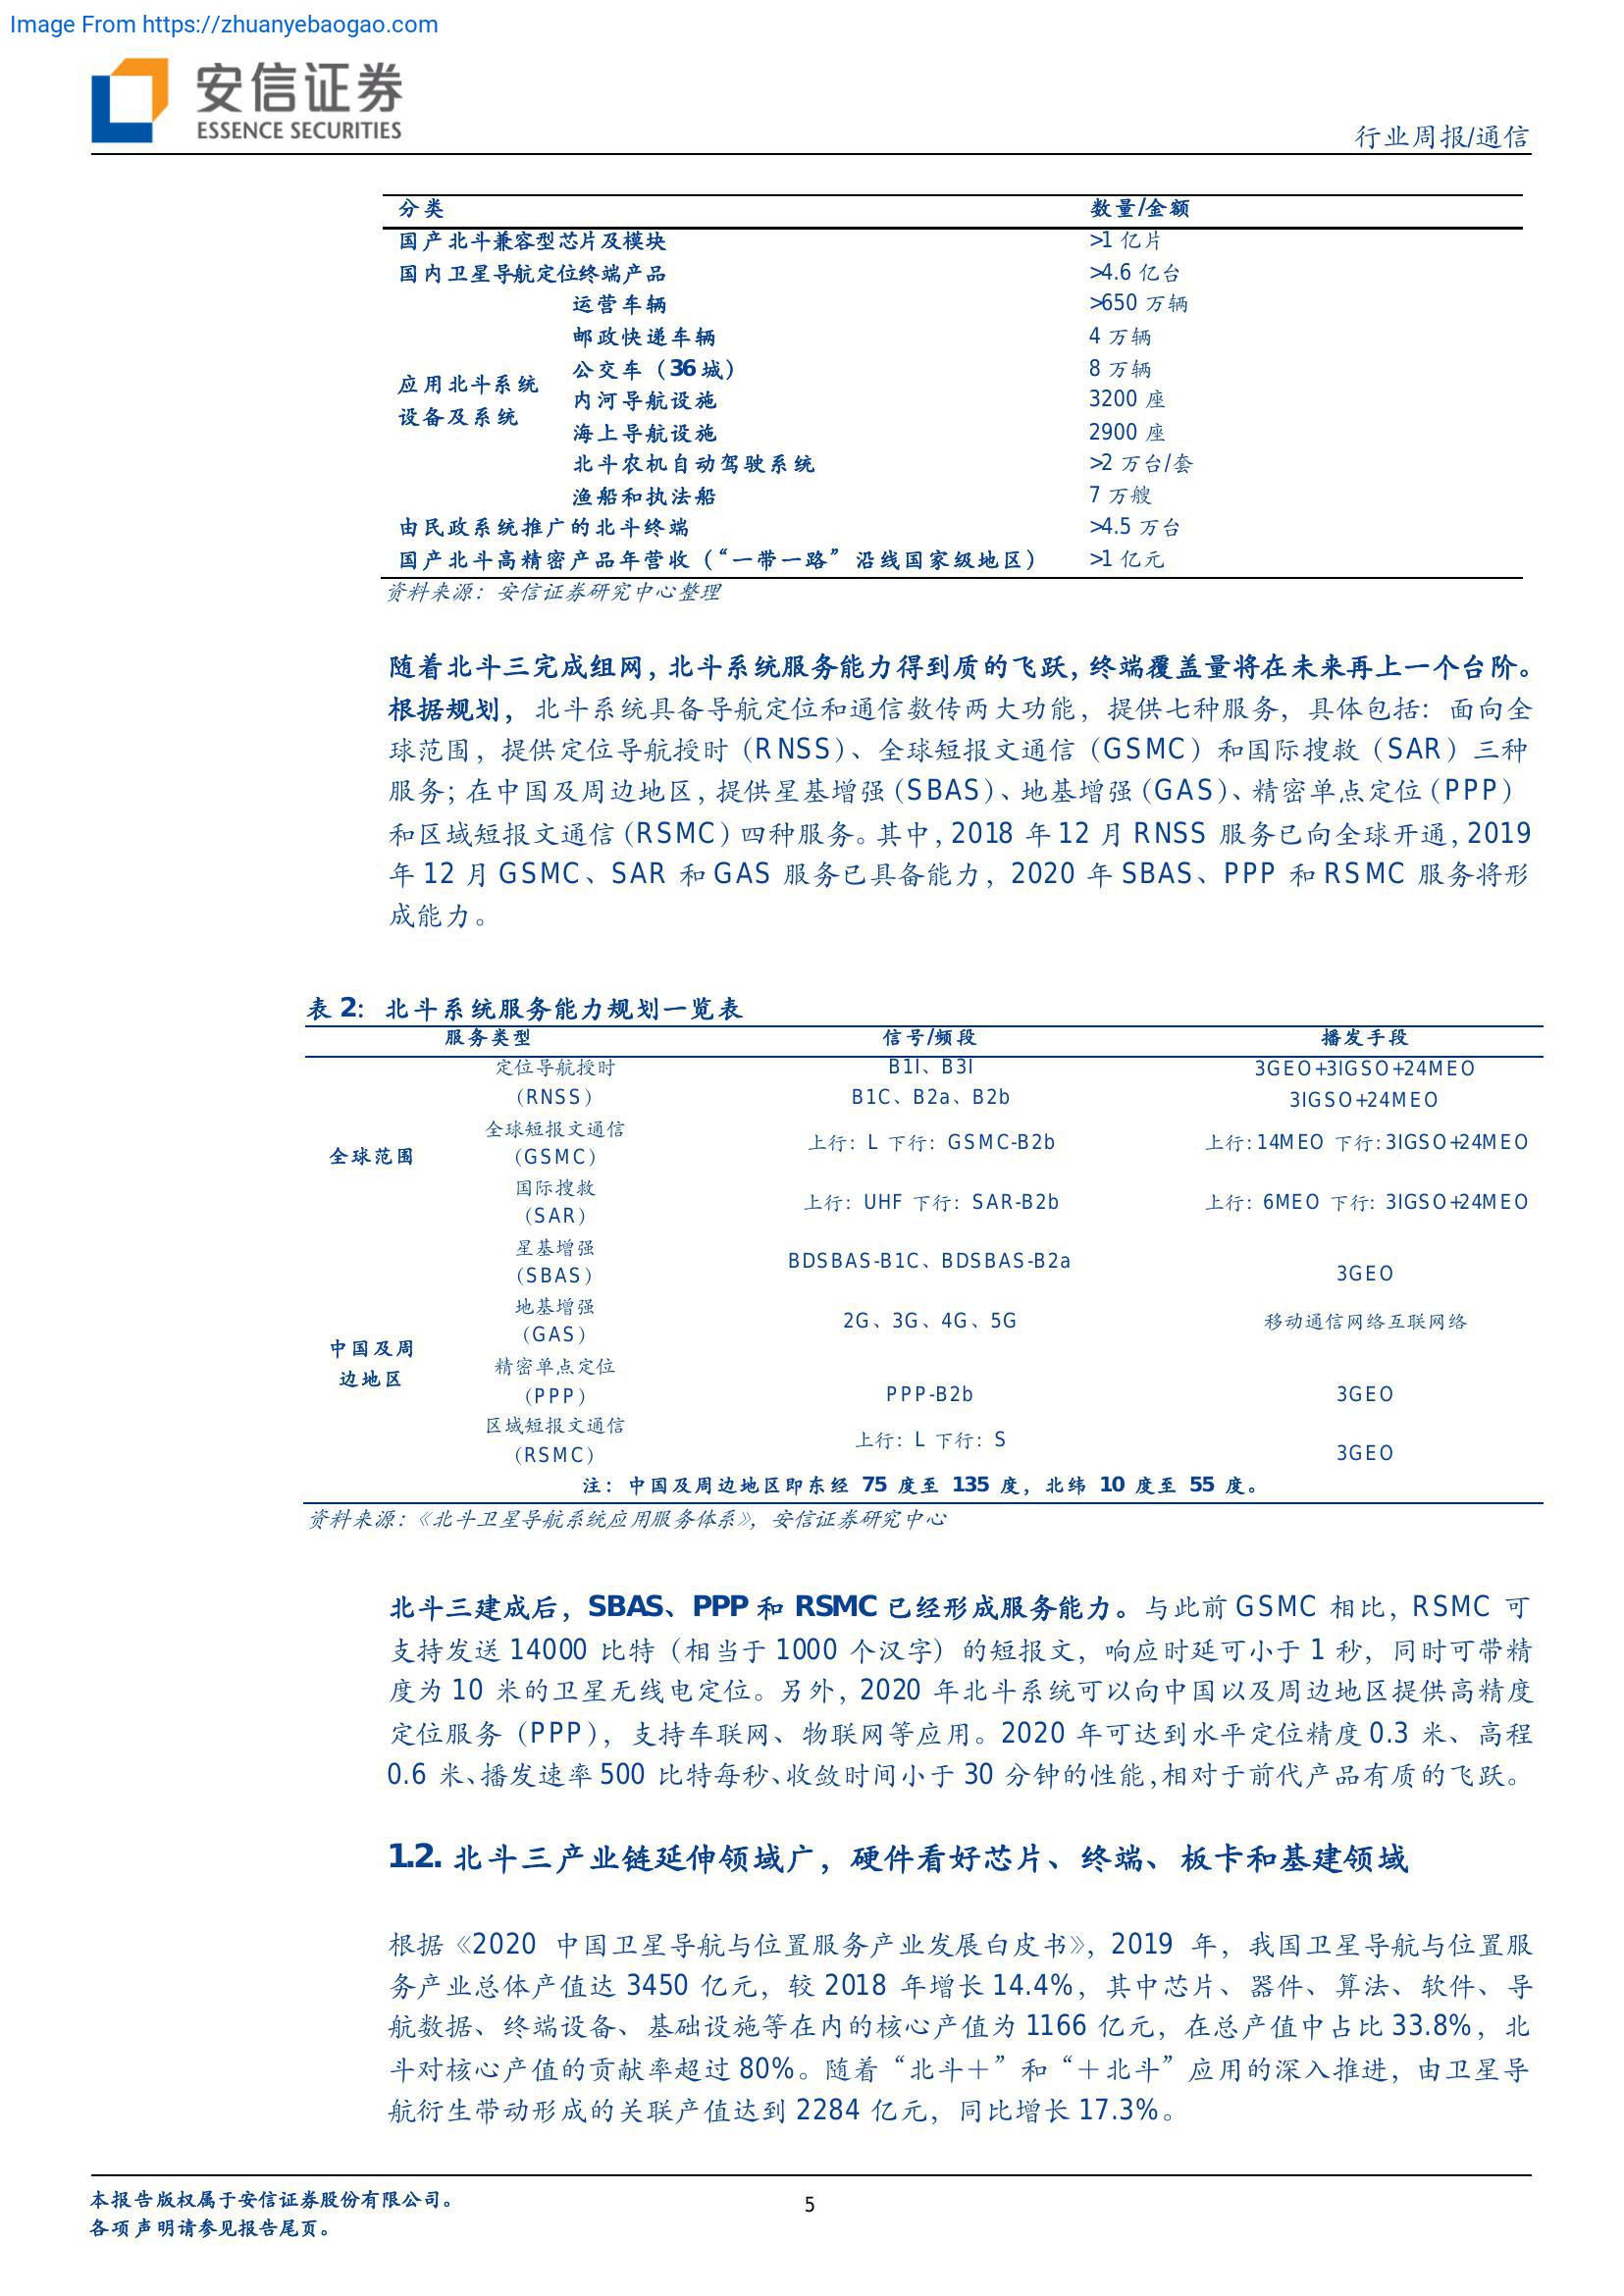 Image From https://zhuanyebaogao.com
安信证券
ESSENCE SECURITIES
行业周报/通信
分类 数量/金额
国产北斗兼容型芯片及模块 >1 亿片
国内卫星导航定位终端产品 >4.6 亿台
运营车辆 >650 万辆
邮政快递车辆 4 万辆
公交车（36 城） 8 万辆
应用北斗系统
设备及系统
内河导航设施 3200 座
海上导航设施 2900 座
北斗农机自动驾驶系统 >2 万台/套
渔船和执法船 7 万艘
由民政系统推广的北斗终端 >4.5 万台
国产北斗高精密产品年营收（“一带一路”沿线国家级地区） >1 亿元
资料来源：安信证券研究中心整理
随着北斗三完成组网，北斗系统服务能力得到质的飞跃，终端覆盖量将在未来再上一个台阶。
根据规划，北斗系统具备导航定位和通信数传两大功能，提供七种服务，具体包括：面向全
球范围，提供定位导航授时（RNSS）、全球短报文通信（GSMC）和国际搜救（SAR）三种
服务；在中国及周边地区，提供星基增强（SBAS）、地基增强（GAS）、精密单点定位（PPP）
和区域短报文通信（RSMC）四种服务。其中，2018 年 12 月 RNSS 服务已向全球开通，2019
年 12 月 GSMC、SAR 和 GAS 服务已具备能力，2020 年 SBAS、PPP 和 RSMC 服务将形
成能力。
表 2：北斗系统服务能力规划一览表
服务类型 信号/频段 播发手段
定位导航授时 B1I、B3I 3GEO+3IGSO+24MEO
（RNSS） B1C、B2a、B2b 3IGSO+24MEO
全球短报文通信
（GSMC） 上行：L 下行：GSMC-B2b 上行：14MEO 下行：3IGSO+24MEO
全球范围
国际搜救
（SAR） 上行：UHF 下行：SAR-B2b 上行：6MEO 下行：3IGSO+24MEO
星基增强
（SBAS） BDSBAS-B1C、BDSBAS-B2a 3GEO
地基增强
（GAS） 2G、3G、4G、5G 移动通信网络互联网络
中国及周
边地区
精密单点定位
（PPP） PPP-B2b 3GEO
区域短报文通信
（RSMC） 上行：L 下行：S 3GEO
注：中国及周边地区即东经 75 度至 135 度，北纬 10 度至 55 度。
资料来源：《北斗卫星导航系统应用服务体系》，安信证券研究中心
北斗三建成后，SBAS、PPP 和 RSMC 已经形成服务能力。与此前 GSMC 相比，RSMC 可
支持发送 14000 比特（相当于 1000 个汉字）的短报文，响应时延可小于 1 秒，同时可带精
度为 10 米的卫星无线电定位。另外，2020 年北斗系统可以向中国以及周边地区提供高精度
定位服务（PPP），支持车联网、物联网等应用。2020 年可达到水平定位精度 0.3 米、高程
0.6 米、播发速率 500 比特每秒、收敛时间小于 30 分钟的性能，相对于前代产品有质的飞跃。
1.2. 北斗三产业链延伸领域广，硬件看好芯片、终端、板卡和基建领域
根据《2020 中国卫星导航与位置服务产业发展白皮书》，2019 年，我国卫星导航与位置服
务产业总体产值达 3450 亿元，较 2018 年增长 14.4%，其中芯片、器件、算法、软件、导
航数据、终端设备、基础设施等在内的核心产值为 1166 亿元，在总产值中占比 33.8%，北
斗对核心产值的贡献率超过 80%。随着“北斗＋”和“＋北斗”应用的深入推进，由卫星导
航衍生带动形成的关联产值达到 2284 亿元，同比增长 17.3%。
本报告版权属于安信证券股份有限公司。
各项声明请参见报告尾页。
5